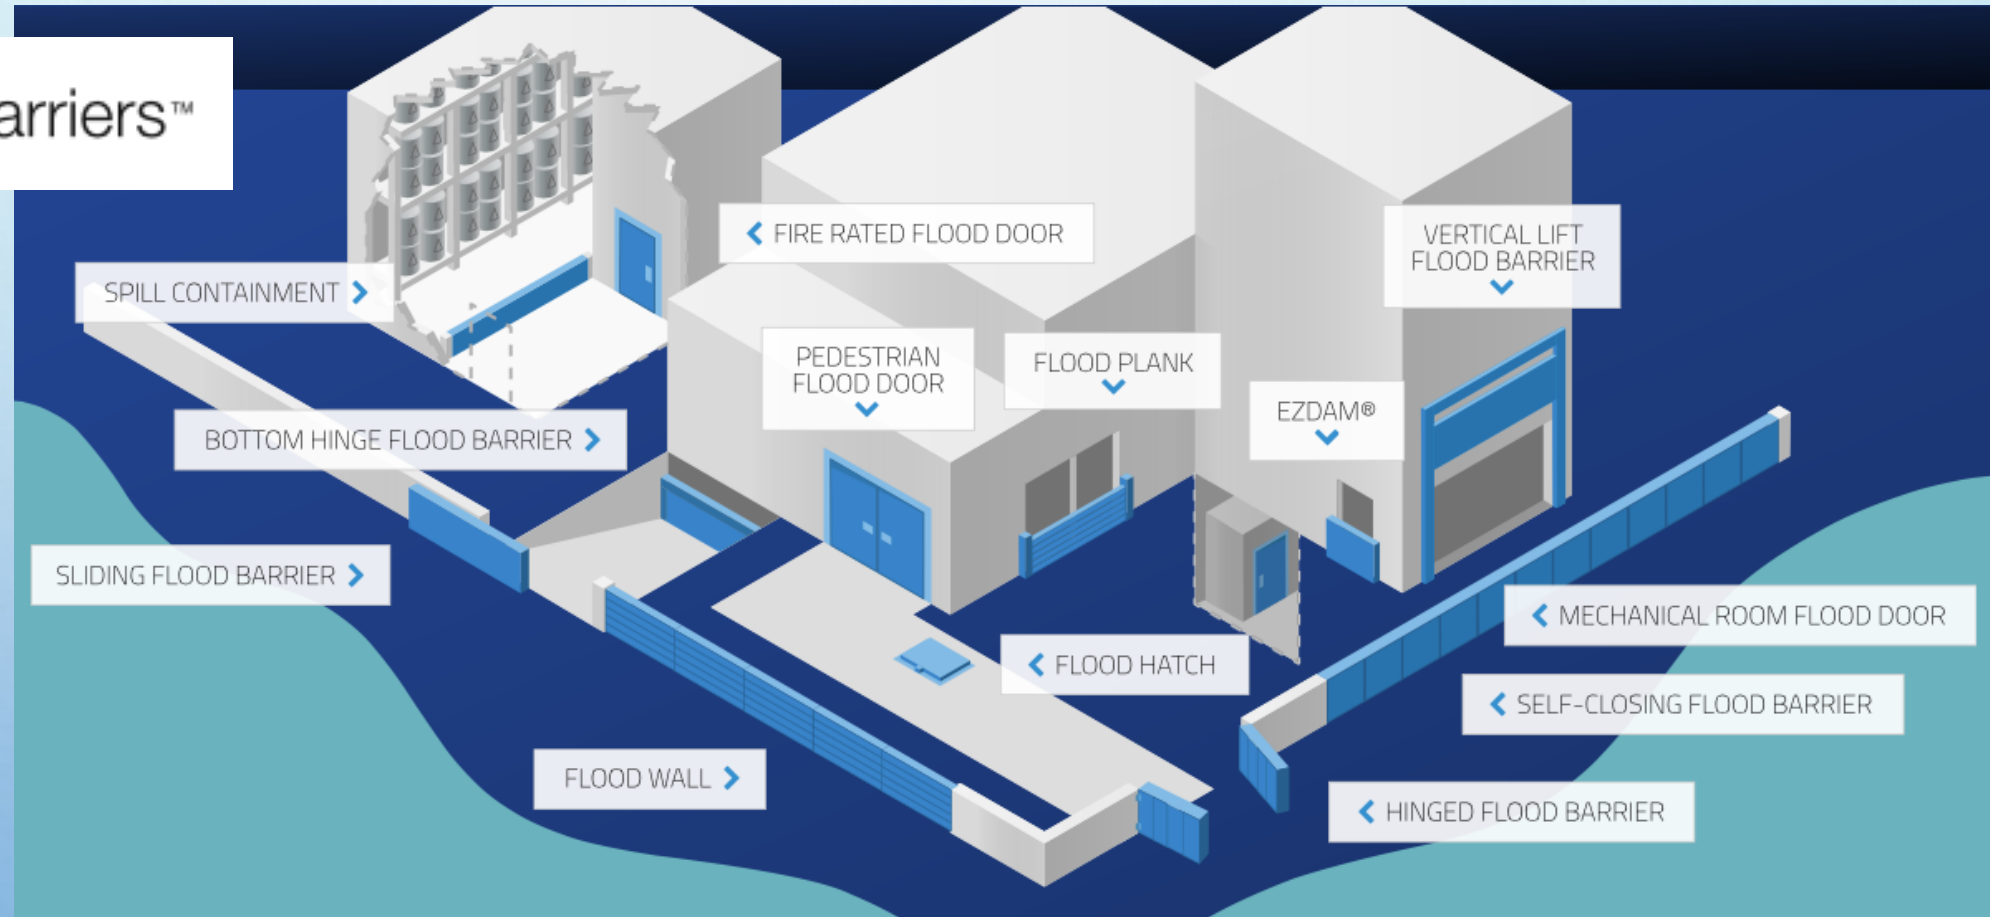 arriers™
FIRE RATED FLOOD DOOR
VERTICAL LIFT
FLOOD BARRIER
SPILL CONTAINMENT
PEDESTRIAN
FLOOD DOOR
FLOOD PLANK
EZDAM®
BOTTOM HINGE FLOOD BARRIER
SLIDING FLOOD BARRIER
MECHANICAL ROOM FLOOD DOOR
FLOOD HATCH
SELF-CLOSING FLOOD BARRIER
FLOOD WALL
HINGED FLOOD BARRIER